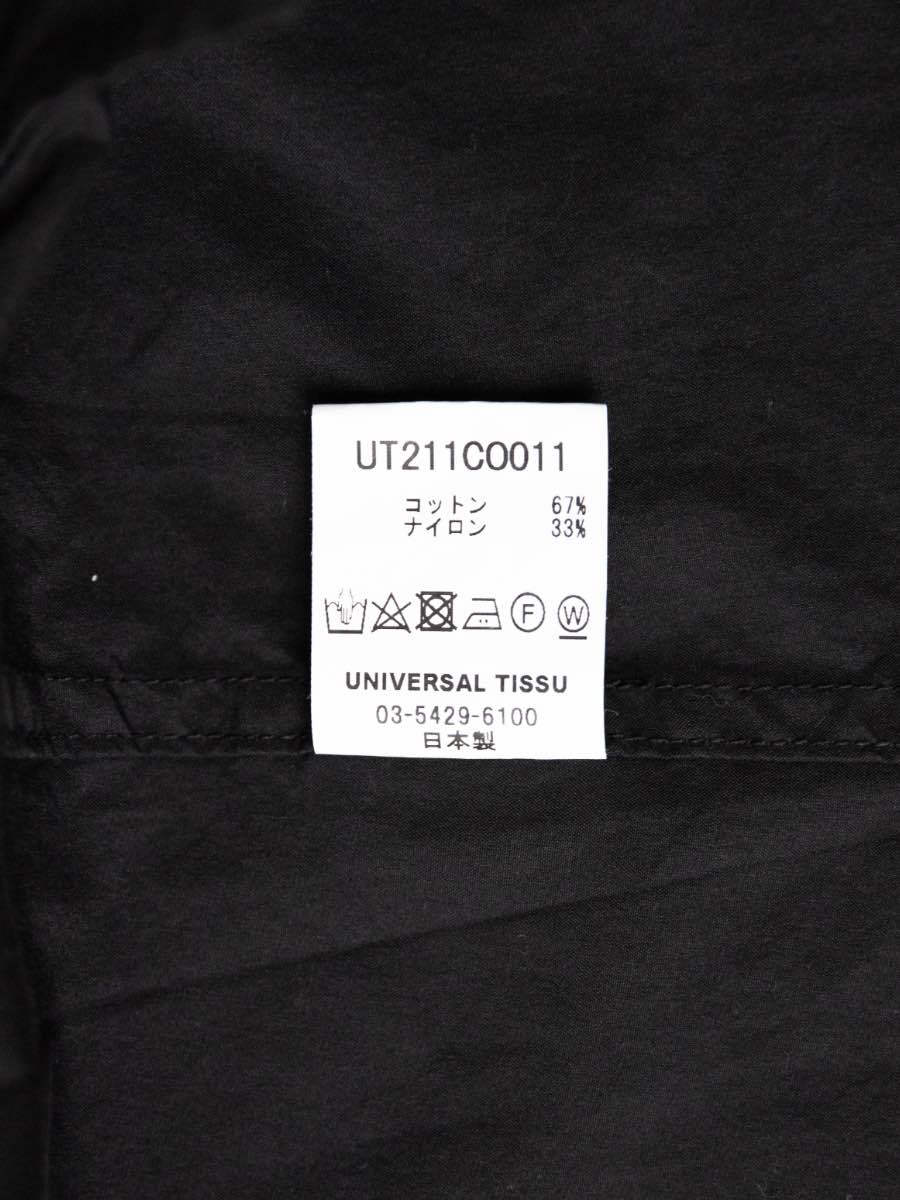 UT211CO011
コットン 67%
ナイロン 33%
F W
UNIVERSAL TISSU
03-5429-6100
日本製